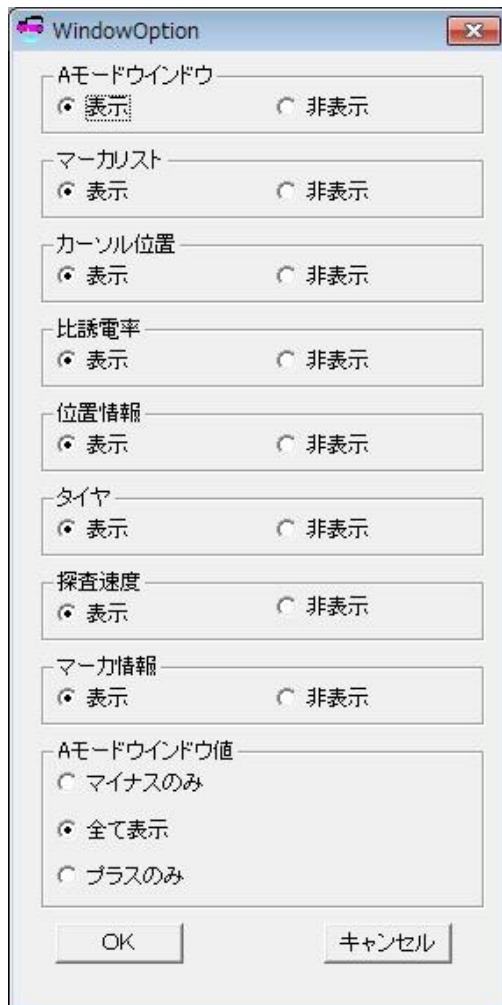 WindowOption
Aモードウインドウ
表示 非表示
マーカリスト
表示 非表示
カーソル位置
表示 非表示
比誘電率
表示 非表示
位置情報
表示 非表示
タイヤ
表示 非表示
探査速度
表示 非表示
マーカ情報
表示 非表示
Aモードウインドウ値
マイナスのみ
全て表示
プラスのみ
OK キャンセル